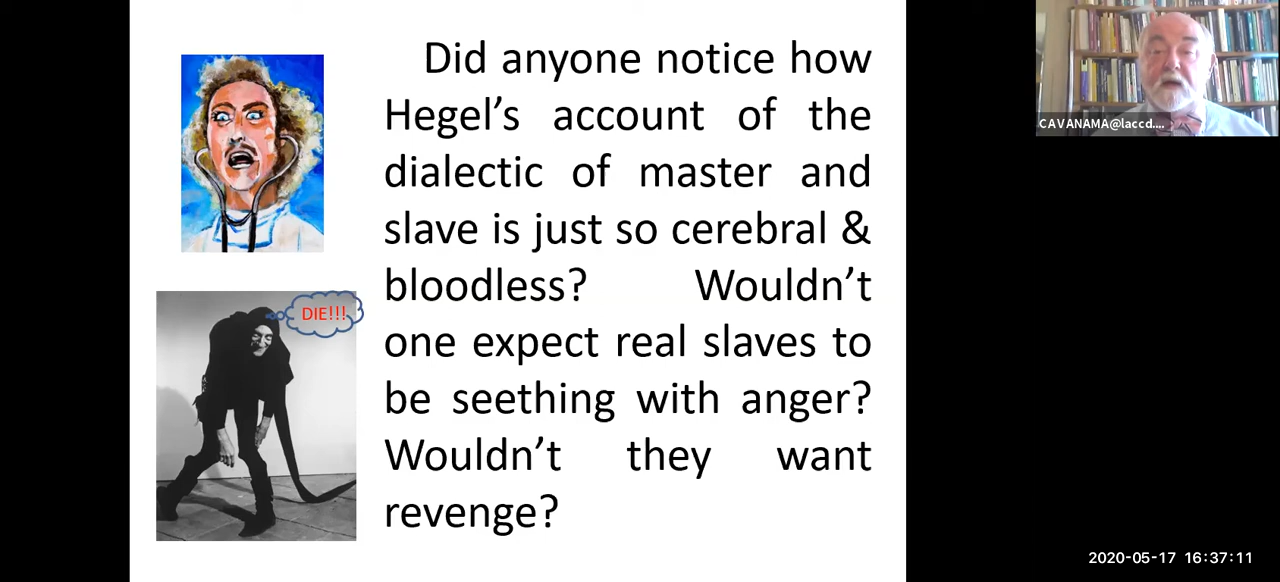 Did anyone notice how
Hegel’s account of the
dialectic of master and
slave is just so cerebral &
bloodless? Wouldn’t
one expect real slaves to
be seething with anger?
Wouldn’t they want
revenge?
DIE!!!
CAVANAMA@laccd....
2020-05-17 16:37:11